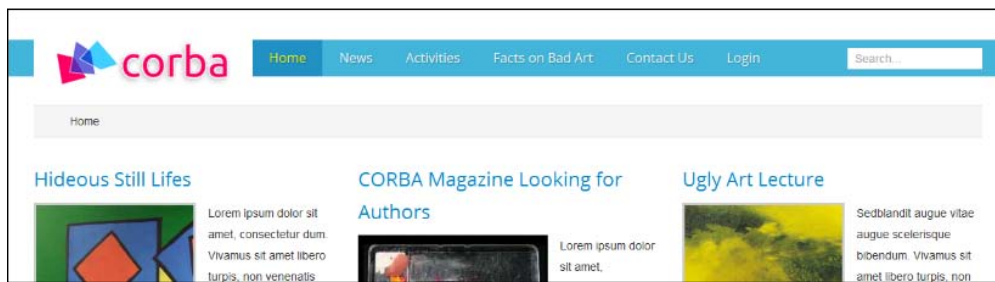 corba
Home News Activities Facts on Bad Art Contact Us Login Search...
Home
Hideous Still Lifes
Lorem ipsum dolor sit
amet, consectetur dum.
Vivamus sit amet libero
turpis, non venenatis
CORBA Magazine Looking for
Authors
Lorem ipsum dolor
sit amet,
Ugly Art Lecture
Sedblandit augue vitae
augue scelerisque
bibendum. Vivamus sit
amet libero turpis, non